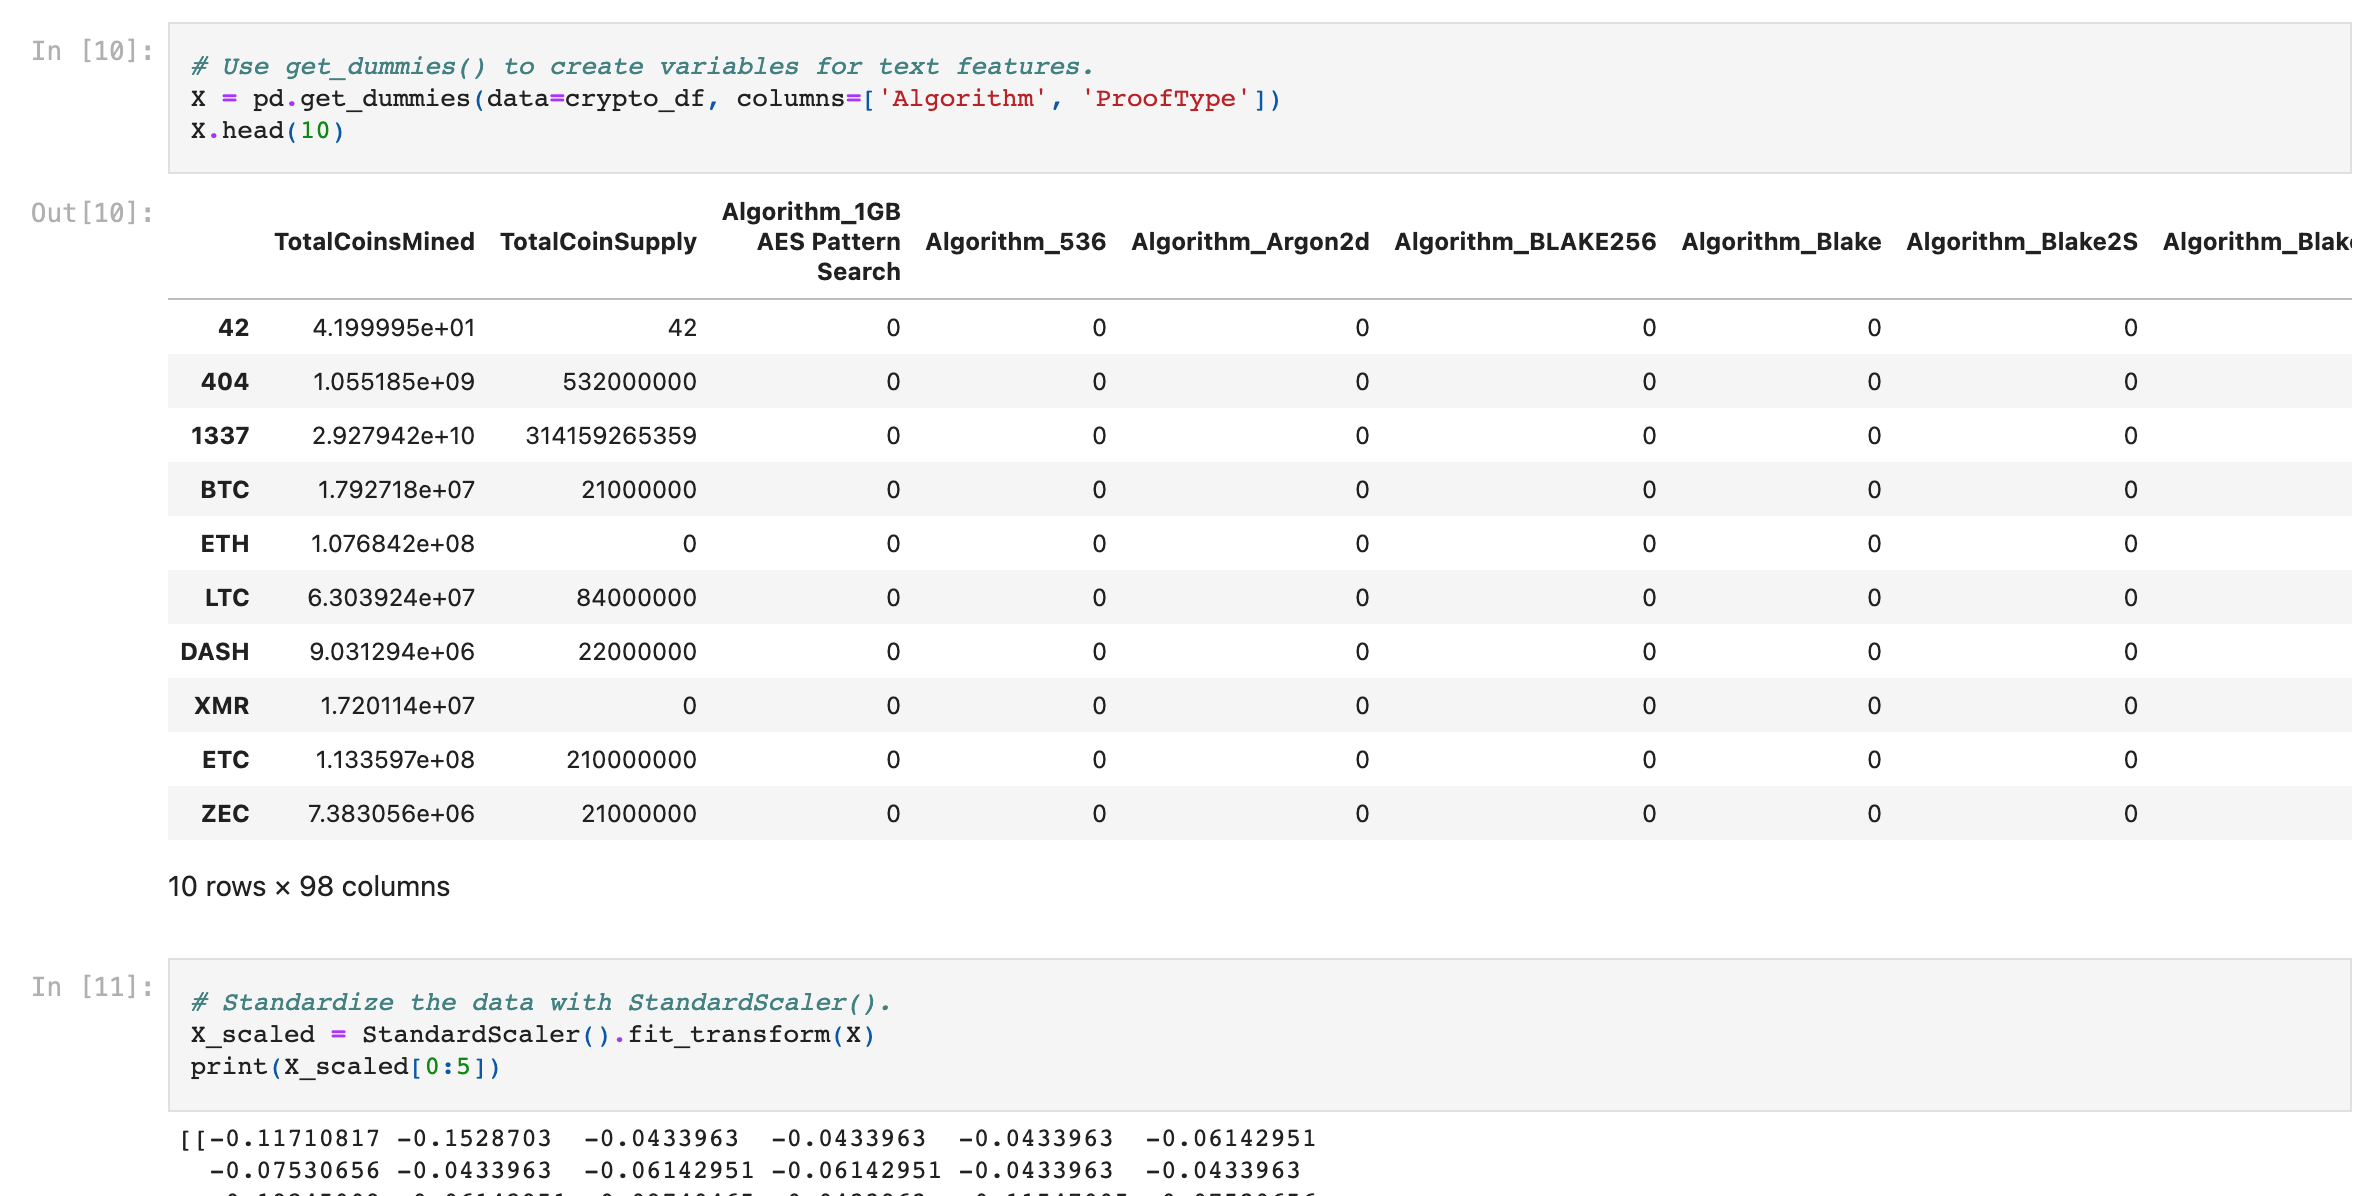 In [10]:
# Use get_dummies() to create variables for text features.
X = pd.get_dummies(data=crypto_df, columns=['Algorithm', 'ProofType'])
X.head(10)
Out[10]:
TotalCoinsMined TotalCoinSupply Algorithm_1GB AES Pattern Search Algorithm_536 Algorithm_Argon2d Algorithm_BLAKE256 Algorithm_Blake Algorithm_Blake2S
42 4.199995e+01 42 0 0 0 0 0 0
404 1.055185e+09 532000000 0 0 0 0 0 0
1337 2.927942e+10 314159265359 0 0 0 0 0 0
BTC 1.792718e+07 21000000 0 0 0 0 0 0
ETH 1.076842e+08 0 0 0 0 0 0 0
LTC 6.303924e+07 84000000 0 0 0 0 0 0
DASH 9.031294e+06 22000000 0 0 0 0 0 0
XMR 1.720114e+07 0 0 0 0 0 0 0
ETC 1.133597e+08 210000000 0 0 0 0 0 0
ZEC 7.383056e+06 21000000 0 0 0 0 0 0
10 rows × 98 columns
In [11]:
# Standardize the data with StandardScaler().
X_scaled = StandardScaler().fit_transform(X)
print(X_scaled[0:5])
[[-0.11710817 -0.1528703 -0.0433963 -0.0433963 -0.0433963 -0.06142951
-0.07530656 -0.0433963 -0.06142951 -0.06142951 -0.0433963 -0.0433963